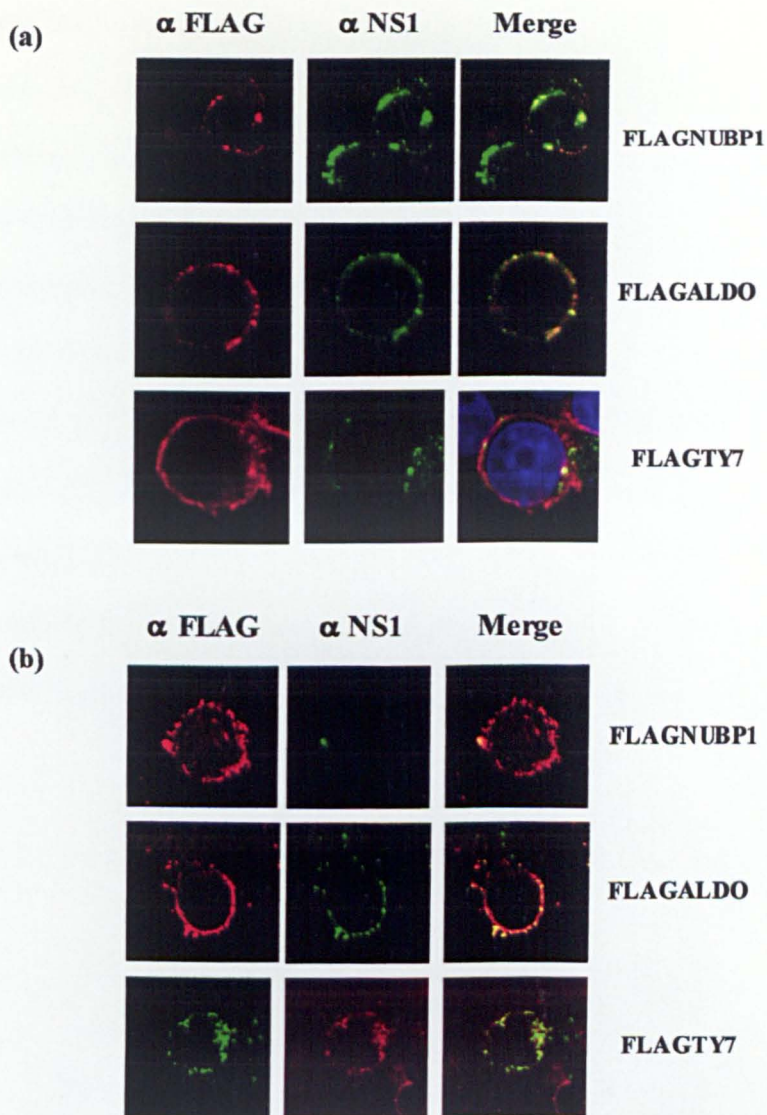 (a)
α FLAG α NS1 Merge
FLAGNUBP1
FLAGALDO
FLAGTY7
(b)
α FLAG α NS1 Merge
FLAGNUBP1
FLAGALDO
FLAGTY7